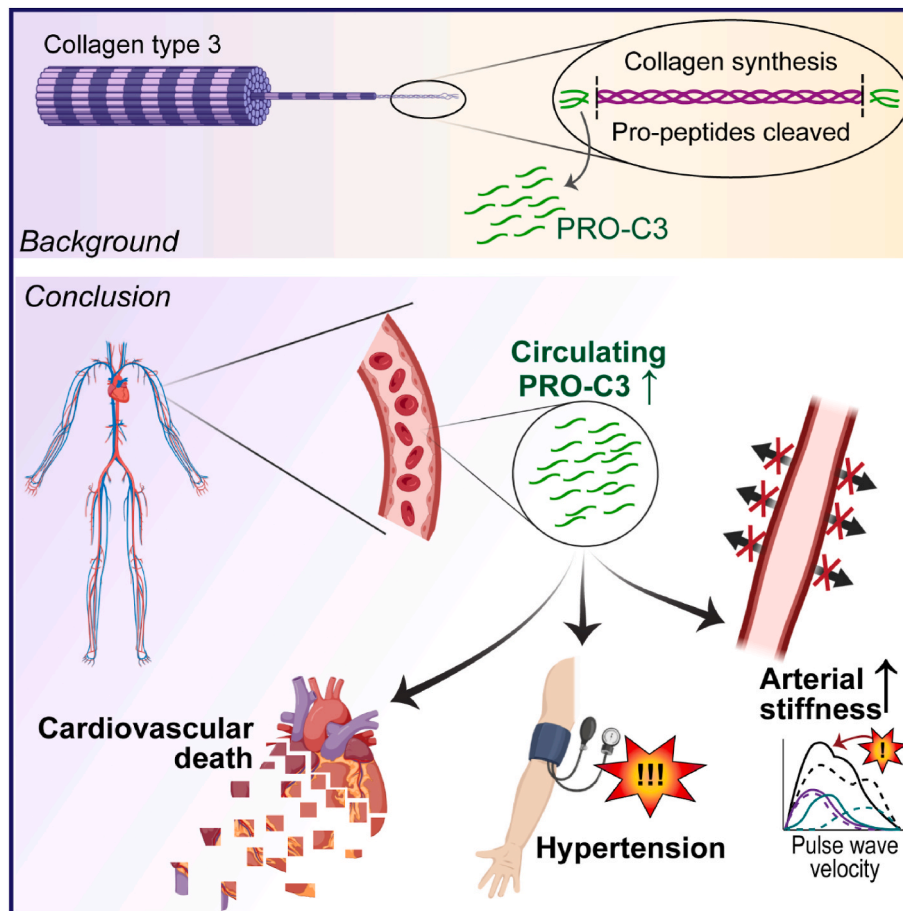 Collagen type 3
Collagen synthesis
Pro-peptides cleaved
PRO-C3
Background
Conclusion
Circulating
PRO-C3 ↑
Cardiovascular
death
!!!
Hypertension
Arterial
stiffness ↑
!
Pulse wave
velocity